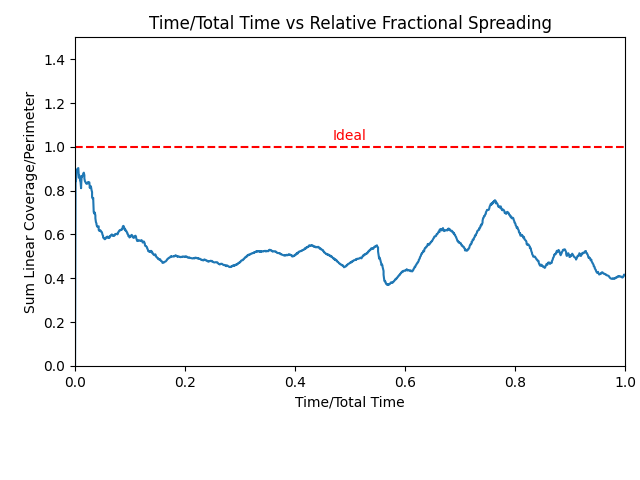 Time/Total Time vs Relative Fractional Spreading
Sum Linear Coverage/Perimeter
1.4
1.2
1.0
0.8
0.6
0.4
0.2
0.0
Ideal
0.0 0.2 0.4 0.6 0.8 1.0
Time/Total Time